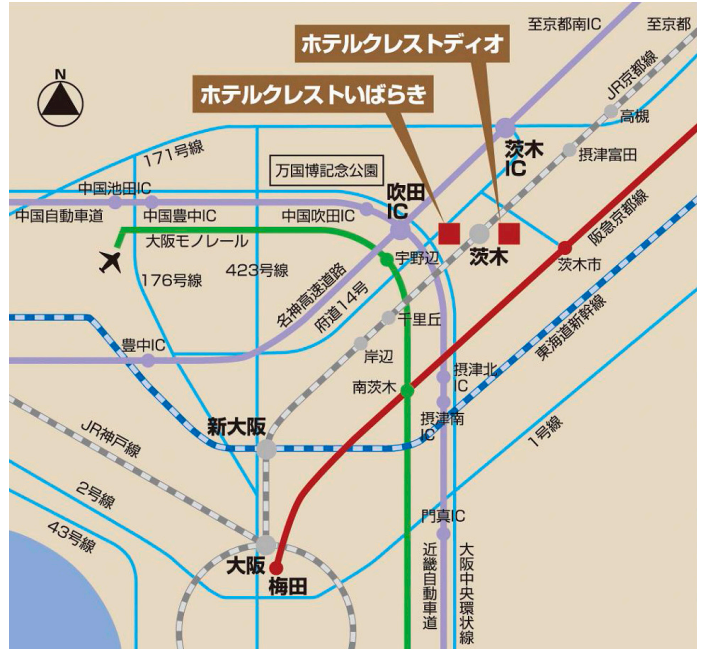 至京都南IC
至京都
ホテルクレストディオ
JR京都線
N
ホテルクレストいばらき
高槻
茨木
IC
171号線
摂津富田
万国博記念公園
中国池田IC
吹田
IC
中国自動車道
中国豊中IC
中国吹田IC
阪急京都線
大阪モノレール
宇野辺
茨木
茨木市
176号線
423号線
名神高速道路
府道14号
千里丘
東海道新幹線
豊中IC
岸辺
摂津北
IC
南茨木
摂津南
IC
JR神戸線
新大阪
1号線
2号線
門真IC
43号線
大阪
梅田
近畿自動車道
大阪中央環状線